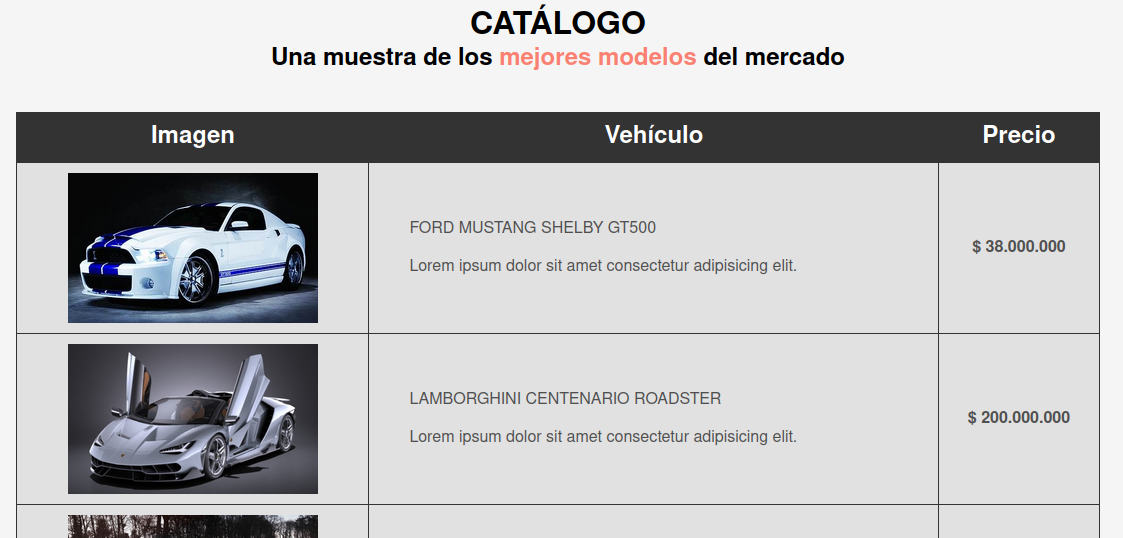 CATÁLOGO
Una muestra de los mejores modelos del mercado
Imagen Vehículo Precio
FORD MUSTANG SHELBY GT500
Lorem ipsum dolor sit amet consectetur adipisicing elit.
$ 38.000.000
LAMBORGHINI CENTENARIO ROADSTER
Lorem ipsum dolor sit amet consectetur adipisicing elit.
$ 200.000.000